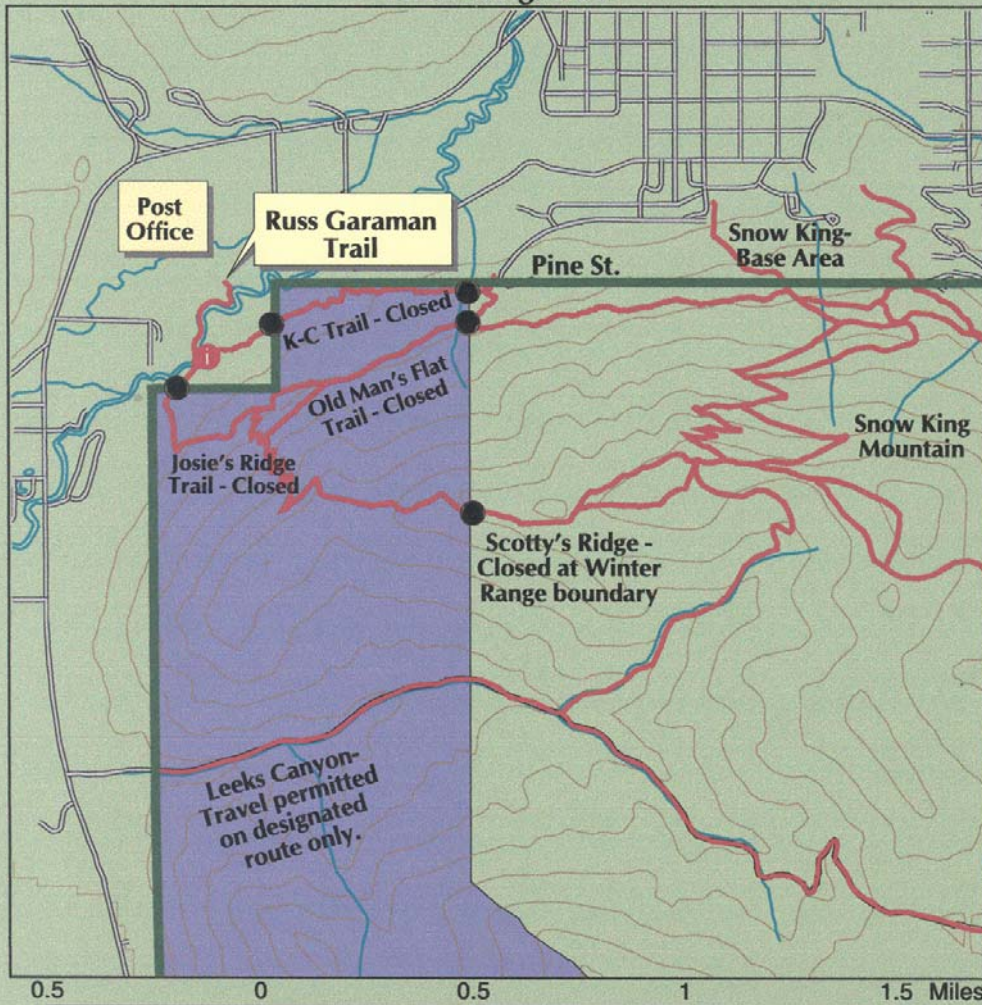 Post
Office
Russ Garaman
Trail
Snow King-
Base Area
Pine St.
K-C Trail - Closed
Old Man's Flat
Trail - Closed
Josie's Ridge
Trail - Closed
Snow King
Mountain
Scotty's Ridge -
Closed at Winter
Range boundary
Leeks Canyon-
Travel permitted
on designated
route only.
i
0.5 0 0.5 1 1.5 Miles